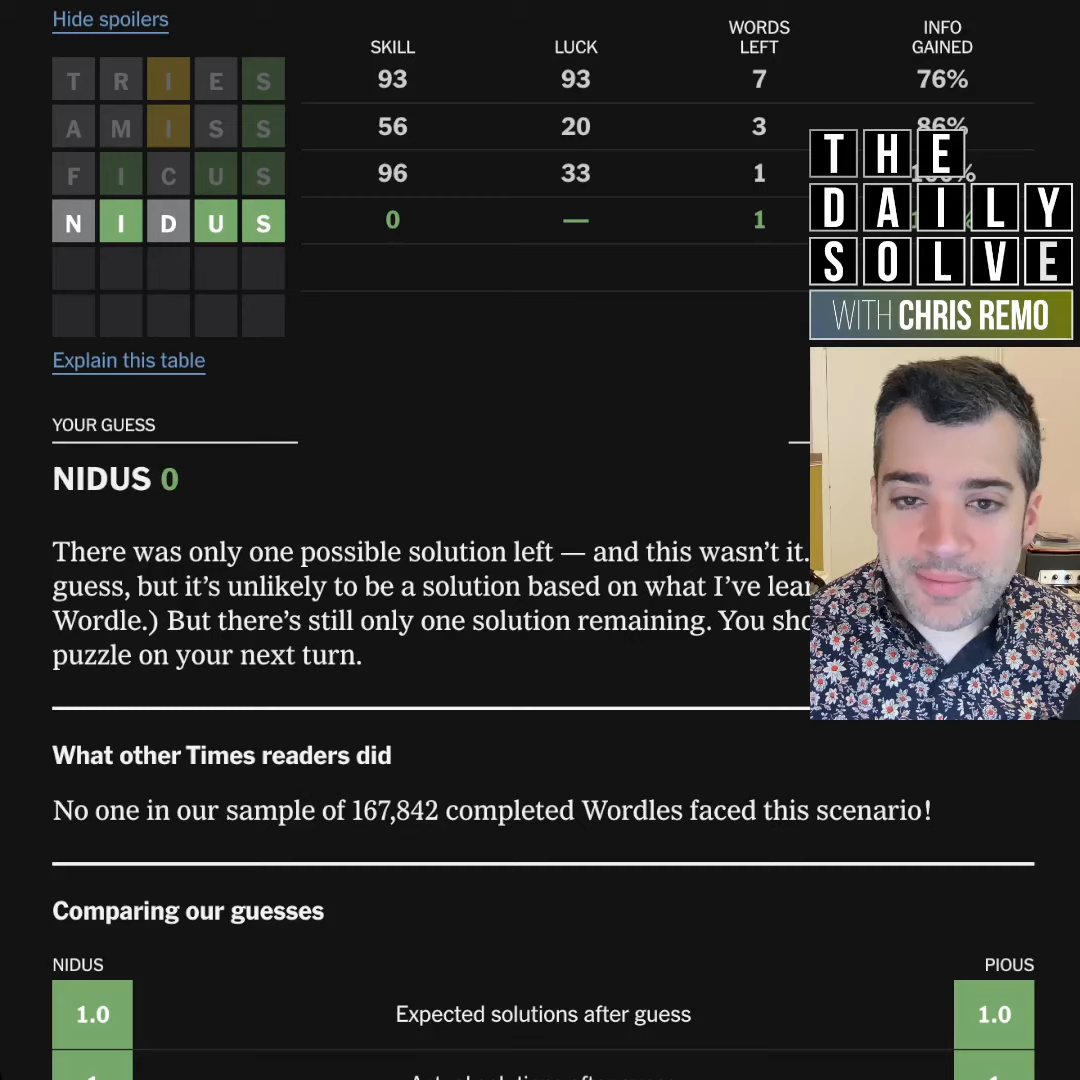 Hide spoilers
SKILL LUCK WORDS LEFT INFO GAINED
T R I E S 93 93 7 76%
A M I S S 56 20 3 86%
F I C U S 96 33 1
N I D U S 0 — 1
THE
DAILY
SOLVE
WITH CHRIS REMO
Explain this table
YOUR GUESS
NIDUS 0
There was only one possible solution left — and this wasn’t it.
guess, but it’s unlikely to be a solution based on what I’ve
Wordle.) But there’s still only one solution remaining. You
puzzle on your next turn.
What other Times readers did
No one in our sample of 167,842 completed Wordles faced this scenario!
Comparing our guesses
NIDUS PIOUS
1.0 Expected solutions after guess 1.0